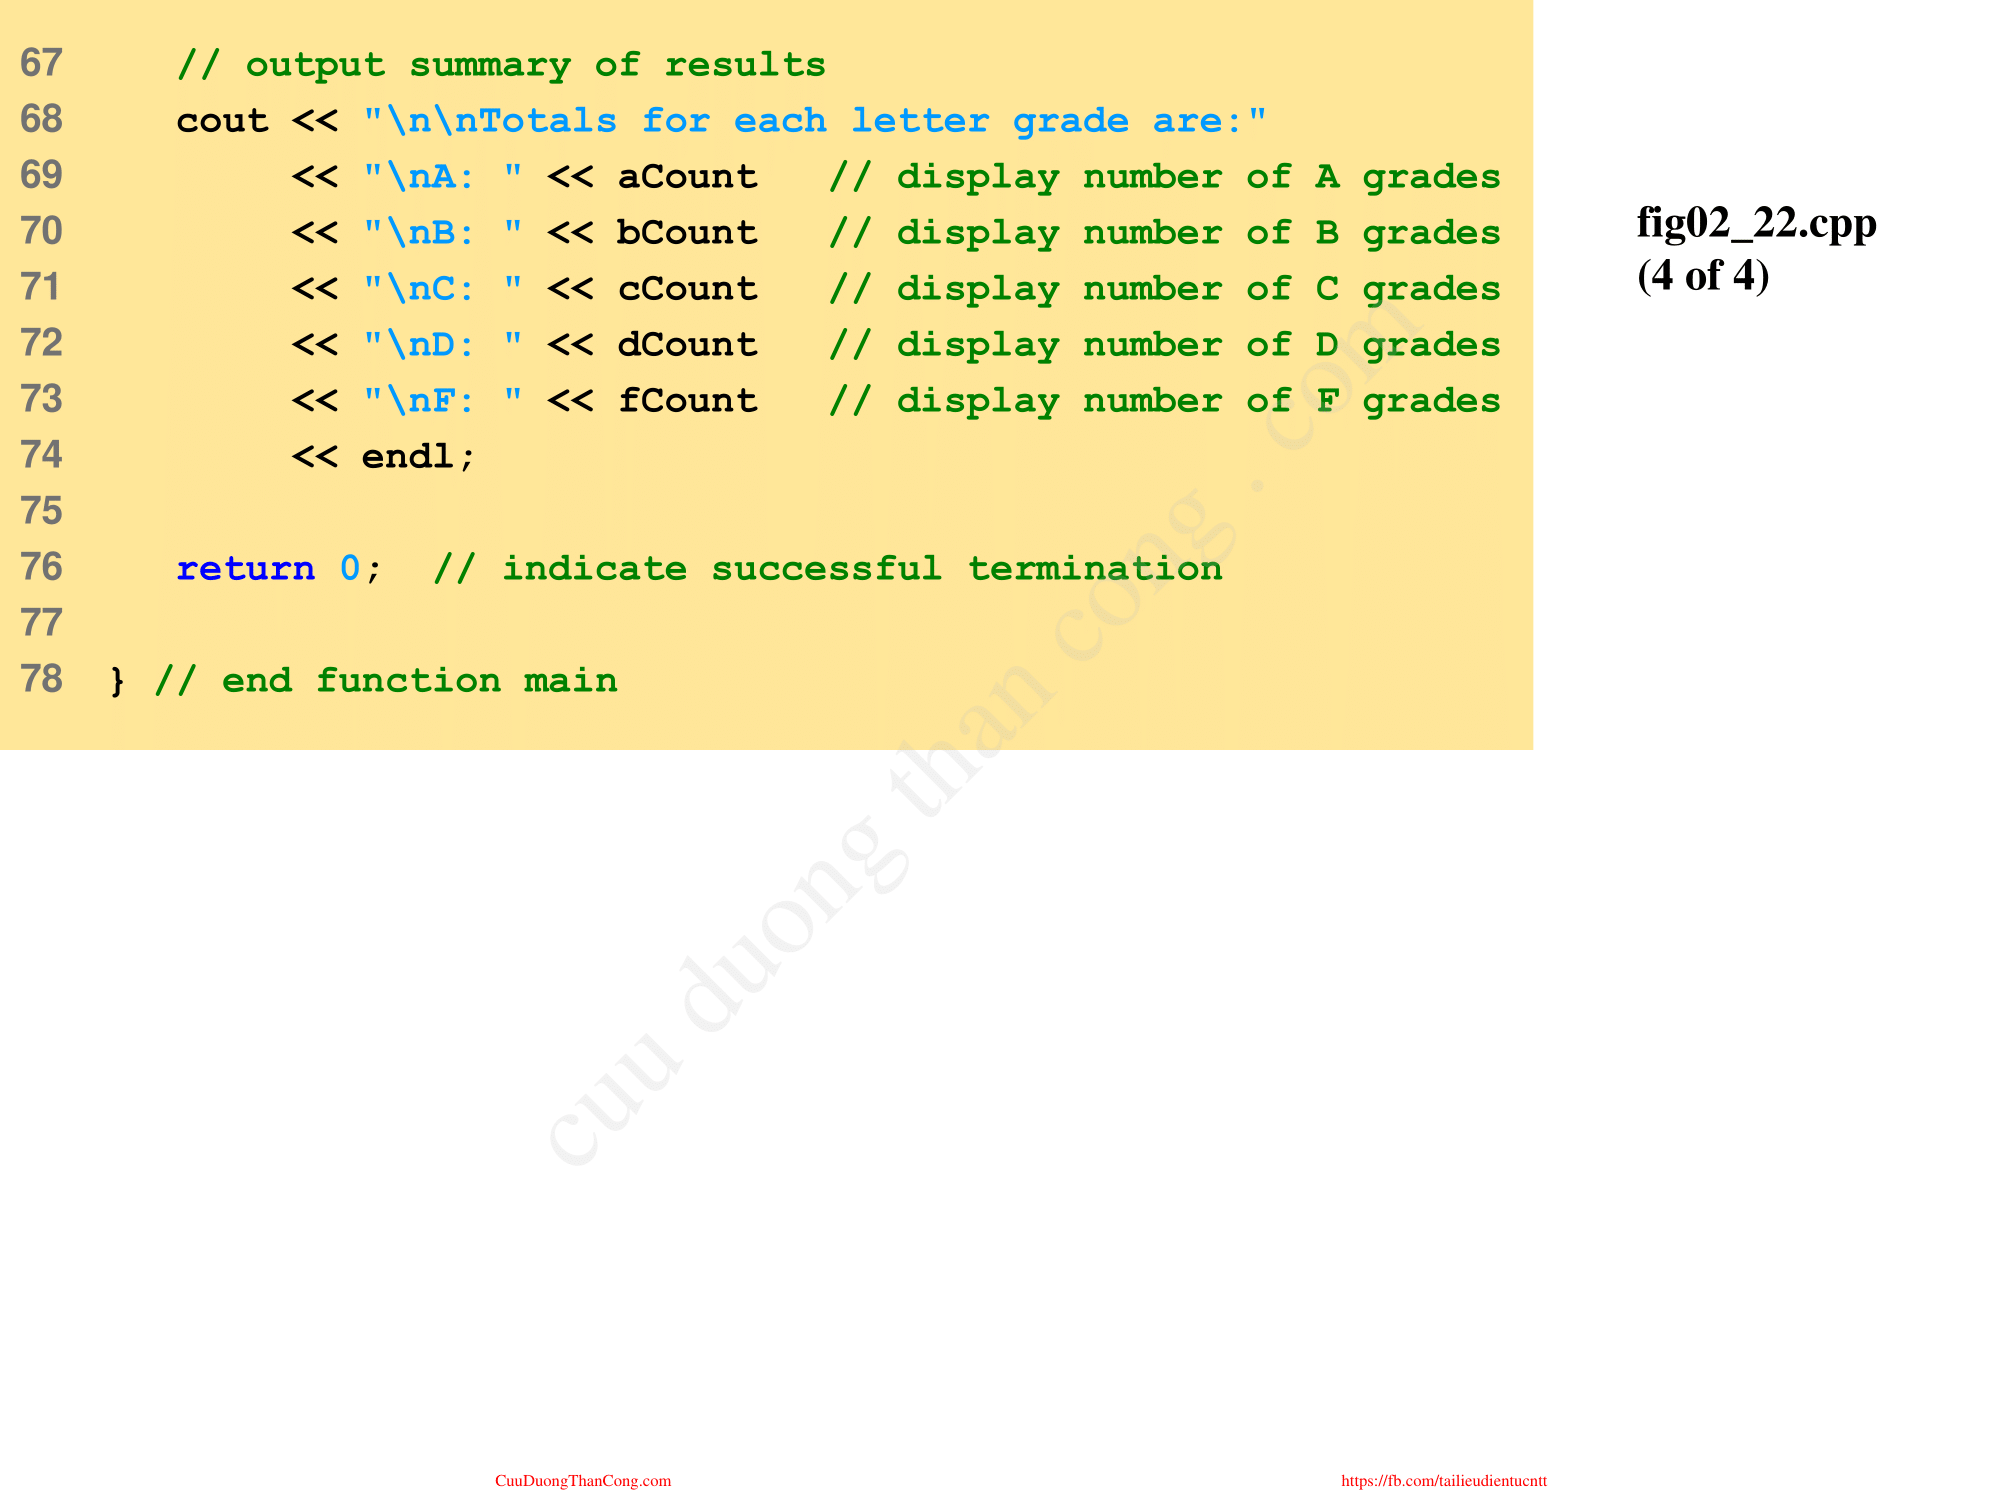 67 // output summary of results
68 cout << "\n\nTotals for each letter grade are:"
69 << "\nA: " << aCount // display number of A grades
70 << "\nB: " << bCount // display number of B grades
71 << "\nC: " << cCount // display number of C grades
72 << "\nD: " << dCount // display number of D grades
73 << "\nF: " << fCount // display number of F grades
74 << endl;
75
76 return 0; // indicate successful termination
77
78 } // end function main
fig02_22.cpp
(4 of 4)
cuu duong than cong . com
CuuDuongThanCong.com
https://fb.com/tailieudientucntt